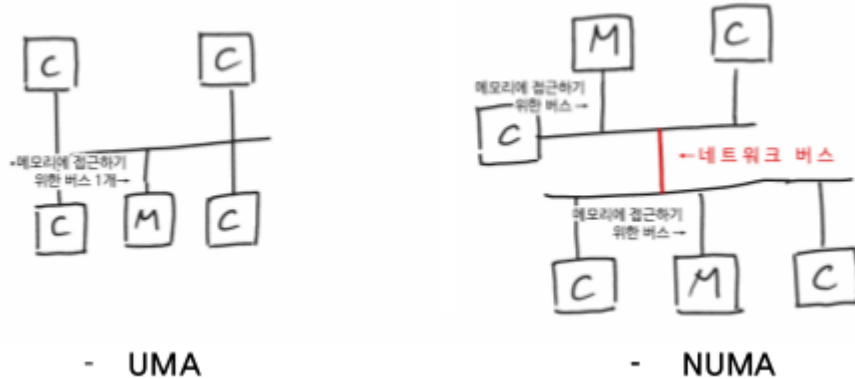 C
C
•메모리에 접근하기
위한 버스 1개→
C
M
C
- UMA
M
C
메모리에 접근하기
위한 버스→
C
←네트워크 버스
메모리에 접근하기
위한 버스→
C
M
C
- NUMA